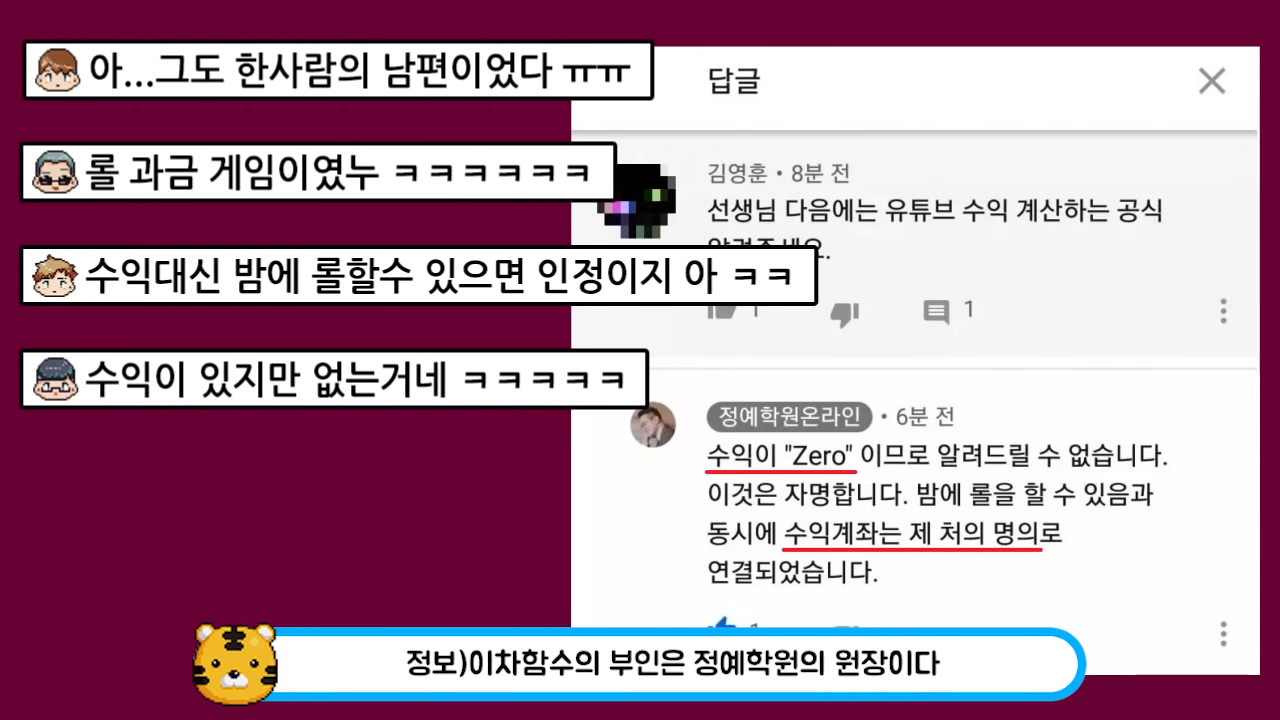 아...그도 한사람의 남편이었다 ㅠㅠ
롤 과금 게임이였누 ㅋㅋㅋㅋㅋㅋ
수익대신 밤에 롤할수 있으면 인정이지 아 ㅋㅋ
수익이 있지만 없는거네 ㅋㅋㅋㅋㅋ
답글
김영훈 • 8분 전
선생님 다음에는 유튜브 수익 계산하는 공식
1
정예학원온라인 • 6분 전
수익이 "Zero" 이므로 알려드릴 수 없습니다.
이것은 자명합니다. 밤에 롤을 할 수 있음과
동시에 수익계좌는 제 처의 명의로
연결되었습니다.
정보)이차함수의 부인은 정예학원의 원장이다